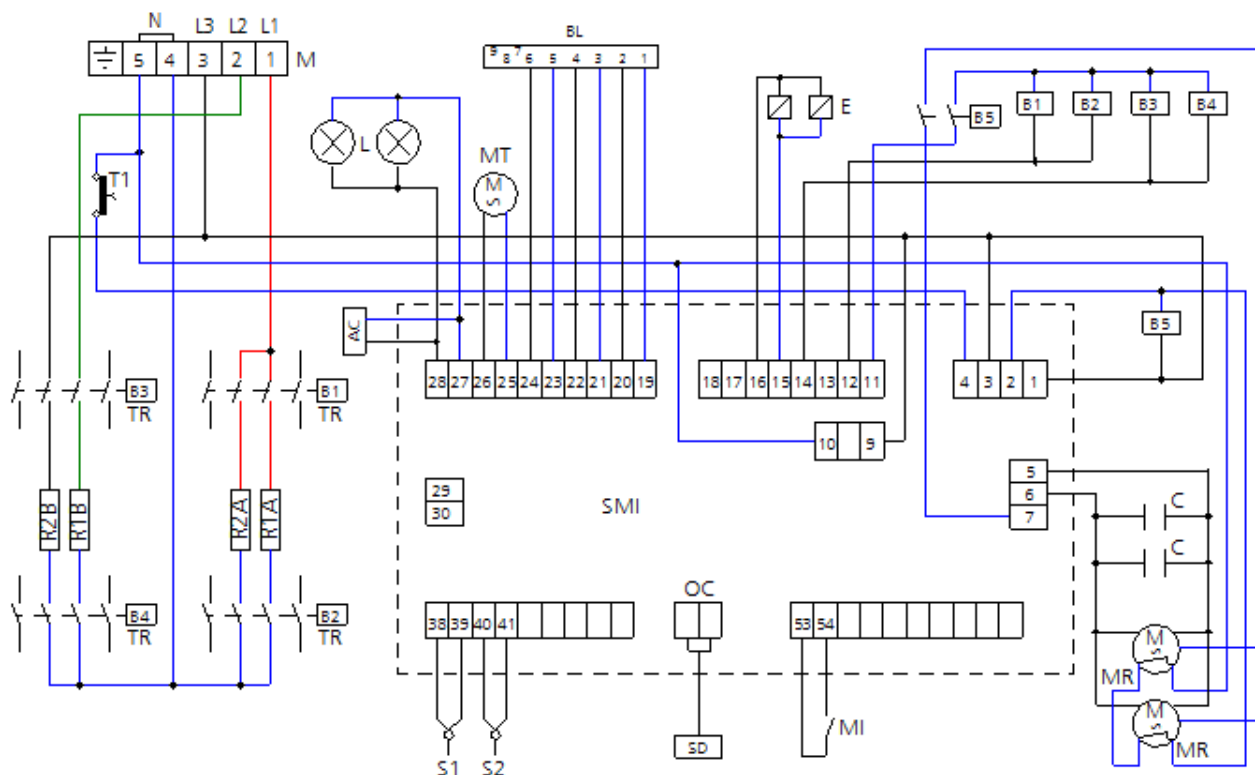 N L3 L2 L1
5 4 3 2 1 M
BL
9 8 7 6 5 4 3 2 1
L
MT
M
S
E
B5
B1 B2 B3 B4
T1
AC
B5
28 27 26 25 24 23 22 21 20 19
18 17 16 15 14 13 12 11
4 3 2 1
B3
TR
B1
TR
10 9
5
6
7
29
30
SMI
R2B R1B R2A R1A
C
C
B4
TR
B2
TR
38 39 40 41
OC
53 54
M
S
MR
M
S
MR
SD
MI
S1 S2